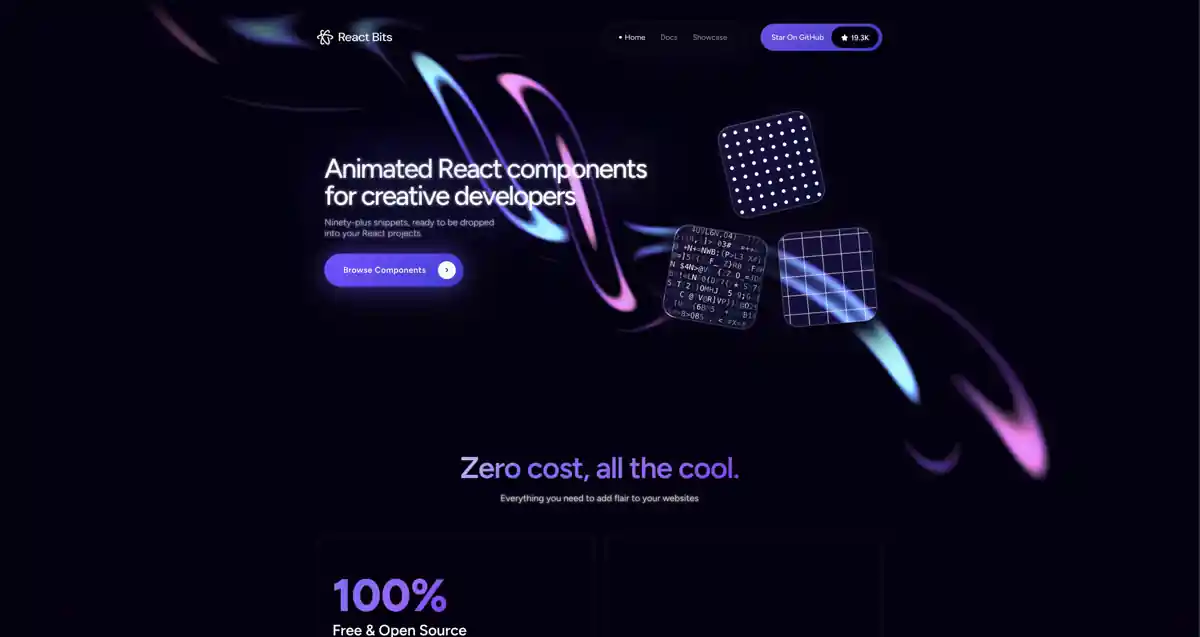 React Bits
Home
Docs
Showcase
Star On GitHub
19.3K
Animated React components
for creative developers
Ninety-plus snippets, ready to be dropped
into your React projects.
Browse Components
Zero cost, all the cool.
Everything you need to add flair to your websites
100%
Free & Open Source